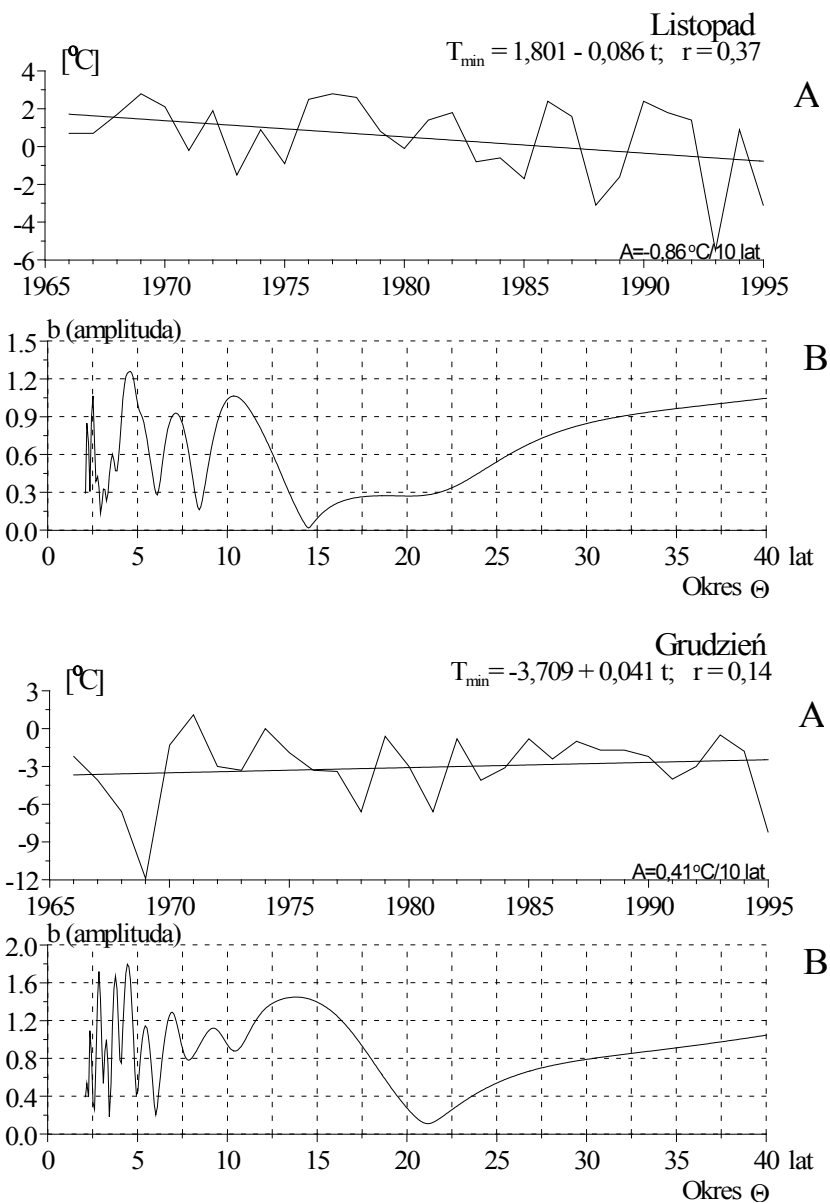 Listopad
T_min = 1,801 - 0,086 t; r = 0,37
[°C]
A
4
2
0
-2
-4
-6
A=-0,86°C/10 lat
1965 1970 1975 1980 1985 1990 1995
b (amplituda)
B
1.5
1.2
0.9
0.6
0.3
0.0
0 5 10 15 20 25 30 35 40 lat
Okres Θ
Grudzień
T_min = -3,709 + 0,041 t; r = 0,14
[°C]
A
3
0
-3
-6
-9
-12
A=0,41°C/10 lat
1965 1970 1975 1980 1985 1990 1995
b (amplituda)
B
2.0
1.6
1.2
0.8
0.4
0.0
0 5 10 15 20 25 30 35 40 lat
Okres Θ